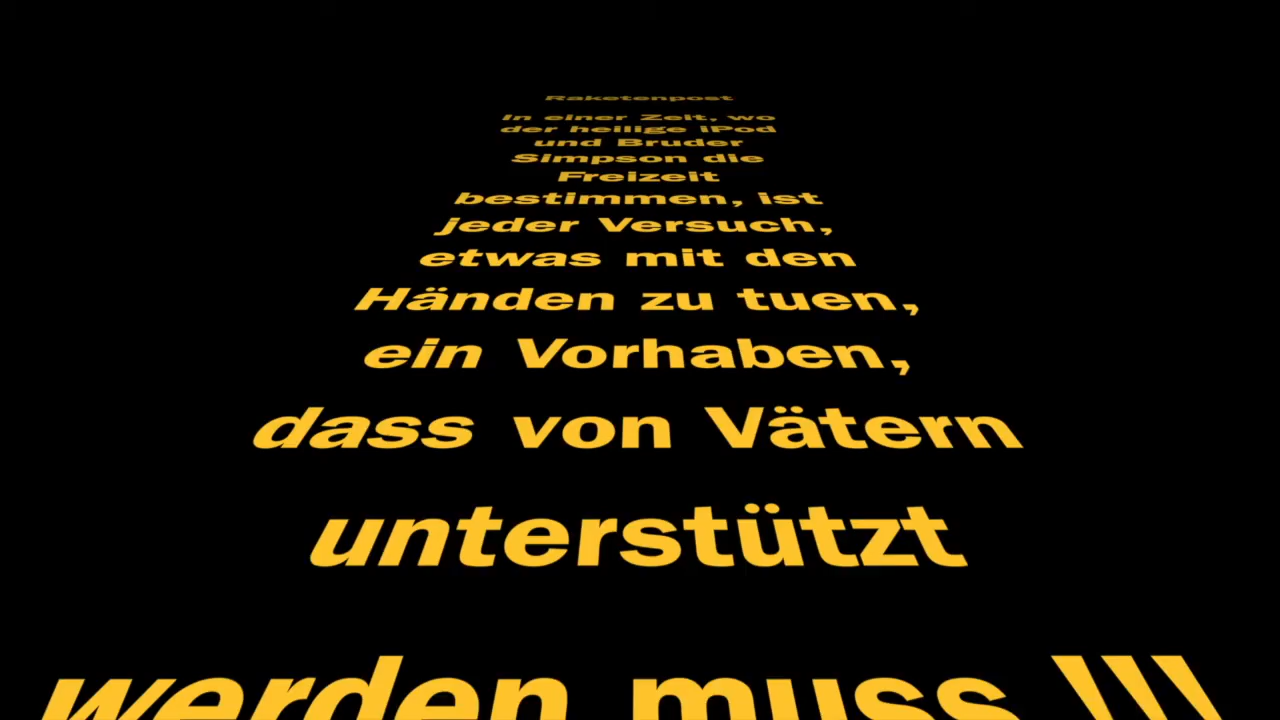 Raketenpost
In einer Zeit, wo
der heilige iPod
und Bruder
Simpson die
Freizeit
bestimmen, ist
jeder Versuch,
etwas mit den
Händen zu tuen,
ein Vorhaben,
dass von Vätern
unterstützt
werden muss !!!